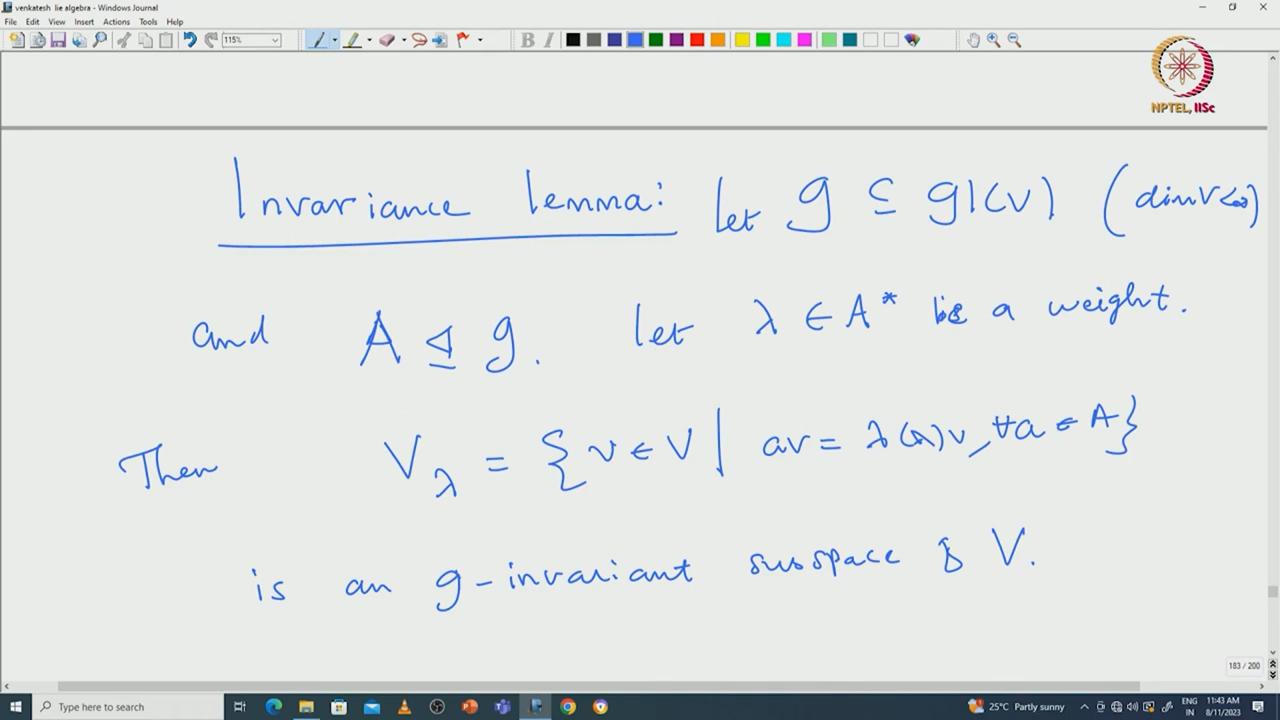 venkatesh lie algebra - Windows Journal
File Edit View Insert Actions Tools Help
115%
B I
NPTEL, IISc
Invariance lemma: let g ⊆ gl(V) (dimV<∞)
and A ⊴ g. let λ ∈ A* be a weight.
Then V_λ = { v ∈ V | av = λ(a)v, ∀a ∈ A }
is an g-invariant subspace of V.
183 / 200
Type here to search
25°C Partly sunny
ENG
IN
11:43 AM
8/11/2023